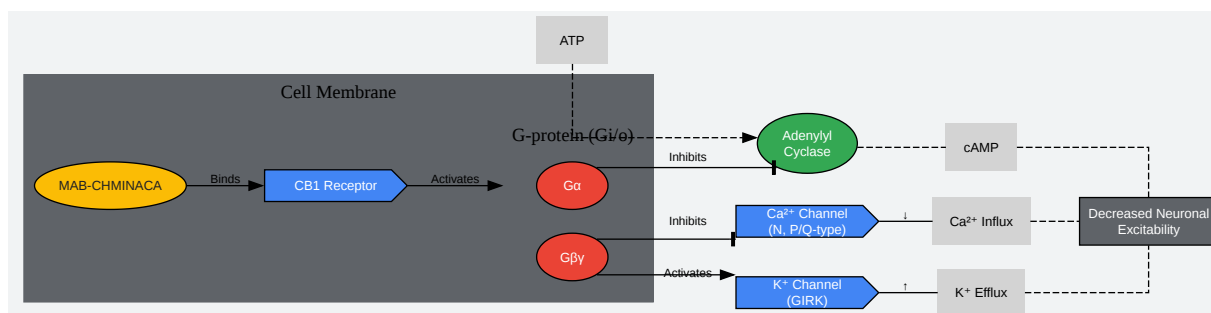 ATP
Cell Membrane
G-protein (Gi/o)
MAB-CHMINACA
Binds
CB1 Receptor
Activates
Gα
Gβγ
Inhibits
Inhibits
Activates
Adenylyl
Cyclase
Ca²⁺ Channel
(N, P/Q-type)
K⁺ Channel
(GIRK)
↓
↑
cAMP
Ca²⁺ Influx
K⁺ Efflux
Decreased Neuronal
Excitability